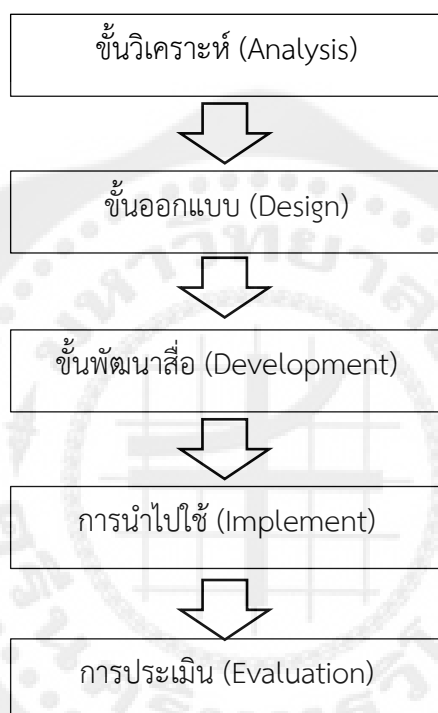 ขั้นวิเคราะห์ (Analysis)
ขั้นออกแบบ (Design)
ขั้นพัฒนาสื่อ (Development)
การนำไปใช้ (Implement)
การประเมิน (Evaluation)